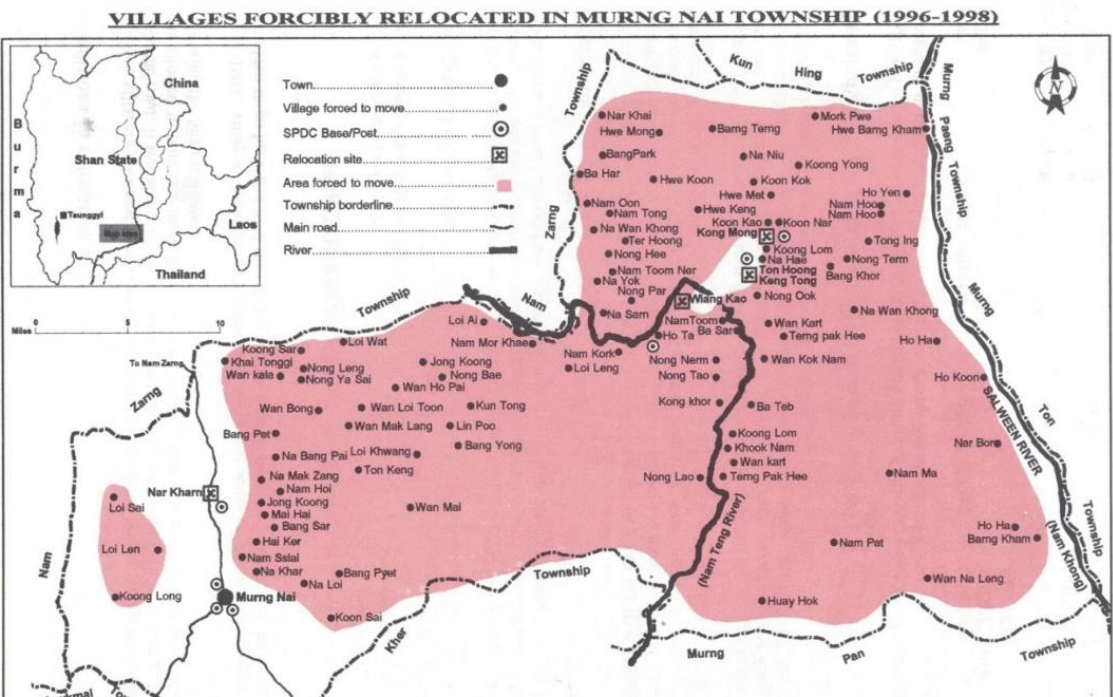 VILLAGES FORCIBLY RELOCATED IN MURNG NAI TOWNSHIP (1996-1998)
China
Burma
Shan State
Taunggyi
Laos
Thailand
Town
Village forced to move
SPDC Base/Post
Relocation site
Area forced to move
Township borderline
Main road
River
Miles 0 5 10
Kun Hing Township
Murng Paeng Township
Zarng Township
Nam
Township
Nar Khai
Hwe Mong
Barng Terng
Mork Pwe
Hwe Barng Kham
BangPark
Na Niu
Koong Yong
Ba Har
Hwe Koon
Koon Kok
Hwe Met
Ho Yen
Nam Oon
Nam Tong
Hwe Keng
Nam Hoo
Nam Hoo
Koon Kao
Koon Nar
Na Wan Khong
Kong Mong
Ter Hoong
Koong Lom
Tong Ing
Nong Hee
Na Hae
Nong Term
Nam Toom Ner
Ton Hoong
Bang Khor
Keng Tong
Na Yok
Nong Par
Wiang Kao
Nong Ook
Na Sam
NamToom
Ba Sar
Wan Kart
Na Wan Khong
Ho Ta
Terng pak Hee
Ho Ha
Loi Ai
Loi Wat
Nam Mor Khae
Nam Kork
Nong Nerm
Wan Kok Nam
Koong Sar
Khai Tonggi
Nong Leng
Jong Koong
Loi Leng
To Nam Zarng
Wan kala
Nong Ya Sai
Nong Bae
Nong Tao
Ho Koon
Wan Ho Pai
Zarng
Wan Bong
Wan Loi Toon
Kun Tong
Kong khor
Ba Teb
SALWEEN RIVER
Murng Ton Township
Wan Mak Lang
Lin Poo
Bang Pet
Koong Lom
Bang Yong
Khook Nam
Nar Bor
Na Bang Pai
Loi Khwang
Wan kart
Ton Keng
Nong Lao
Terng Pak Hee
Nam Ma
Na Mak Zang
Nar Kharn
Nam Hoi
Loi Sai
Jong Koong
Wan Mai
Mai Hai
Bang Sar
Ho Ha
Barng Kham
(Nam Khong)
Hai Ker
(Nam Teng River)
Nam Pat
Loi Len
Nam
Nam Salai
Na Khar
Bang Pyet
Township
Wan Na Leng
Na Loi
Koong Long
Murng Nai
Huay Hok
Koon Sai
Kher
Murng Pan Township